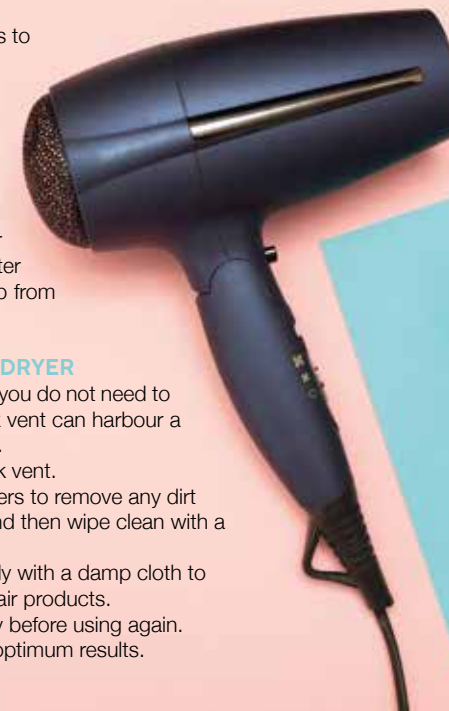 s to
ter
from
DRYER
you do not need to
vent can harbour a
k vent.
ers to remove any dirt
nd then wipe clean with a
ly with a damp cloth to
air products.
before using again.
optimum results.